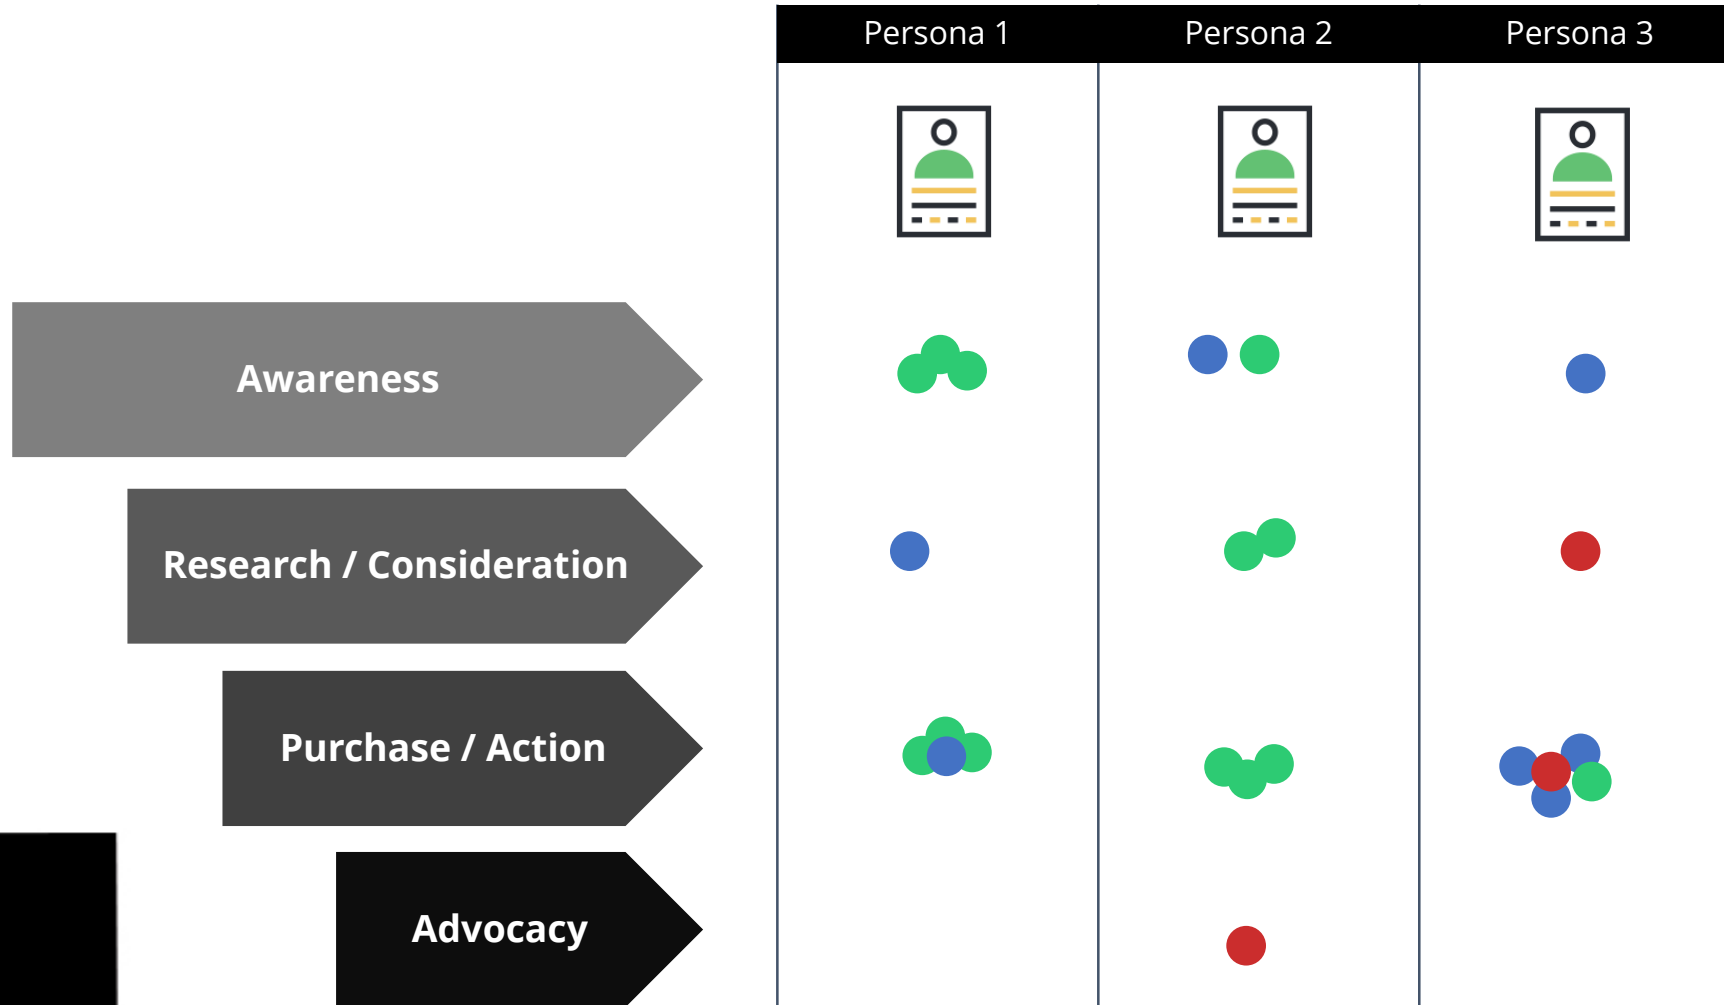 Persona 1
Persona 2
Persona 3
Awareness
Research / Consideration
Purchase / Action
Advocacy